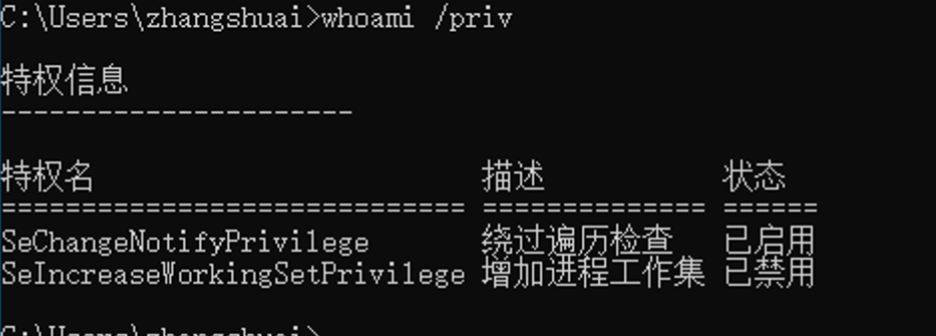 C:\Users\zhangshuai>whoami /priv
特权信息
----------------------
特权名 描述 状态
============================= ============== ======
SeChangeNotifyPrivilege 绕过遍历检查 已启用
SeIncreaseWorkingSetPrivilege 增加进程工作集 已禁用
C:\Users\zhangshuai>